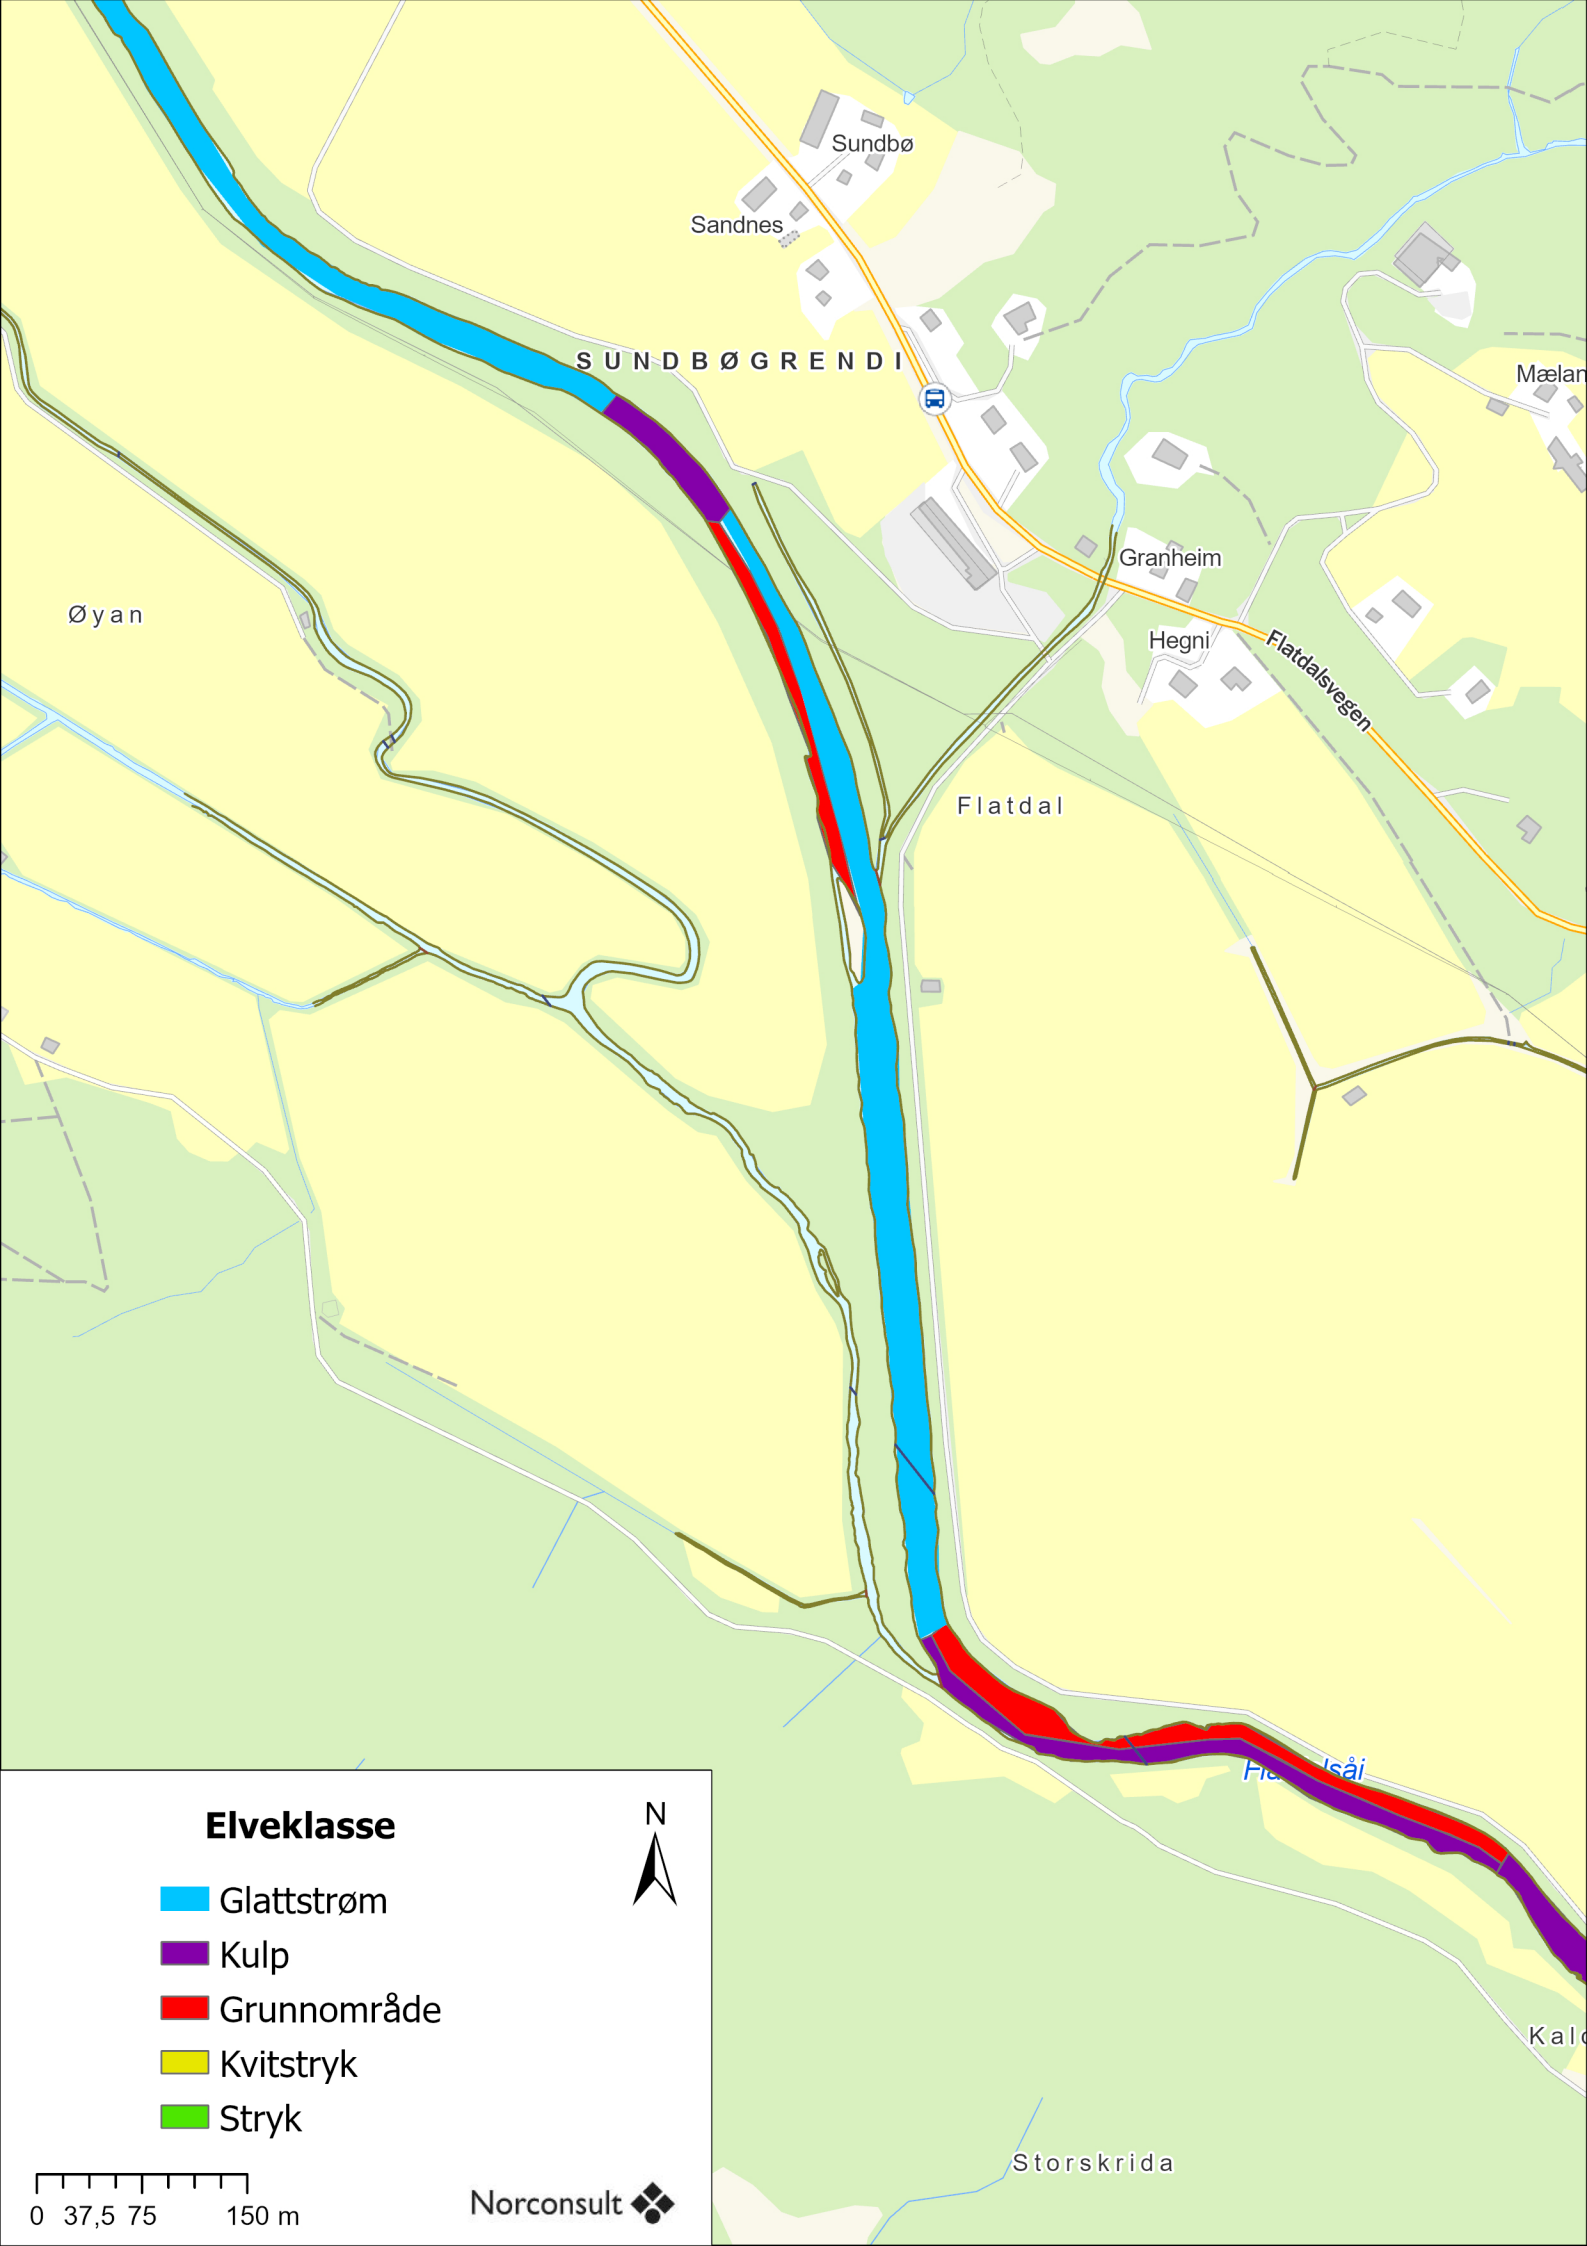 Sundbø
Sandnes
SUNDBØGRENDI
Mælan
Granheim
Øyan
Hegni
Flatdalsvegen
Flatdal
Elveklasse
N
Glattstrøm
Kulp
Grunnområde
Kvitstryk
Stryk
0 37,5 75 150 m
Norconsult
Storskrida